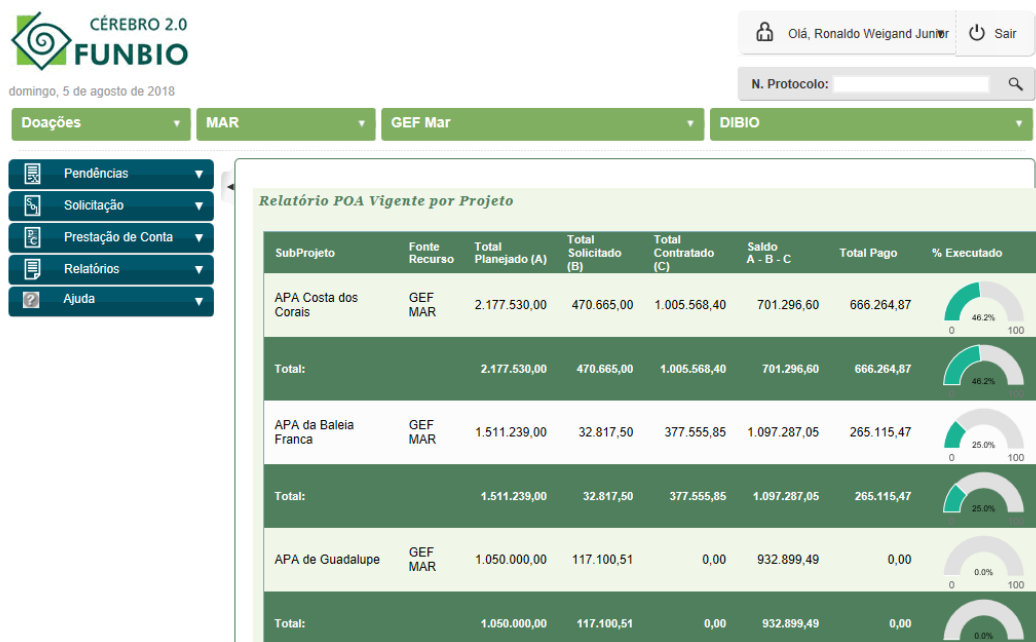 CÉREBRO 2.0
FUNBIO
domingo, 5 de agosto de 2018
Olá, Ronaldo Weigand Junior
Sair
N. Protocolo:
Doações
MAR
GEF Mar
DIBIO
Pendências
Solicitação
Prestação de Conta
Relatórios
Ajuda
Relatório POA Vigente por Projeto
SubProjeto Fonte Recurso Total Planejado (A) Total Solicitado (B) Total Contratado (C) Saldo A - B - C Total Pago % Executado
APA Costa dos Corais GEF MAR 2.177.530,00 470.665,00 1.005.568,40 701.296,60 666.264,87 46.2%
0 100
Total: 2.177.530,00 470.665,00 1.005.568,40 701.296,60 666.264,87 46.2%
0 100
APA da Baleia Franca GEF MAR 1.511.239,00 32.817,50 377.555,85 1.097.287,05 265.115,47 25.0%
0 100
Total: 1.511.239,00 32.817,50 377.555,85 1.097.287,05 265.115,47 25.0%
0 100
APA de Guadalupe GEF MAR 1.050.000,00 117.100,51 0,00 932.899,49 0,00 0.0%
0 100
Total: 1.050.000,00 117.100,51 0,00 932.899,49 0,00 0.0%